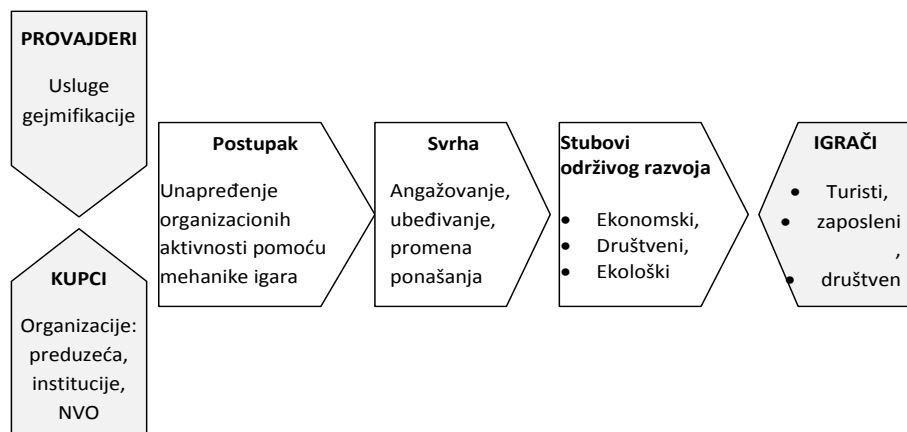 PROVAJDERI
Usluge
gejmifikacije
KUPCI
Organizacije:
preduzeća,
institucije,
NVO
Postupak
Unapređenje
organizacionih
aktivnosti pomoću
mehanike igara
Svrha
Angažovanje,
ubeđivanje,
promena
ponašanja
Stubovi
održivog razvoja
• Ekonomski,
• Društveni,
• Ekološki
IGRAČI
• Turisti,
• zaposleni
,
• društven